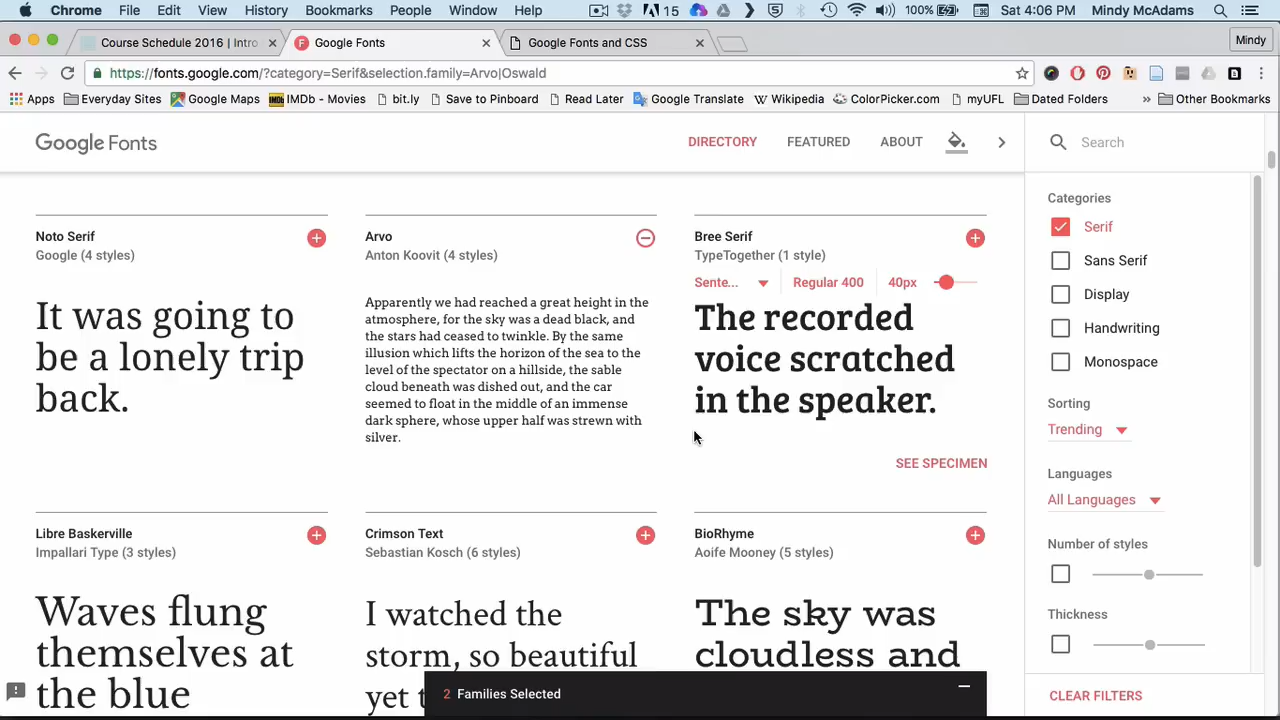 Chrome File Edit View History Bookmarks People Window Help 15 100% Sat 4:06 PM Mindy McAdams
Course Schedule 2016 | Intro Google Fonts Google Fonts and CSS Mindy
https://fonts.google.com/?category=Serif&selection.family=Arvo|Oswald
Apps Everyday Sites Google Maps IMDb - Movies bit.ly Save to Pinboard Read Later Google Translate Wikipedia ColorPicker.com myUFL Dated Folders » Other Bookmarks
Google Fonts DIRECTORY FEATURED ABOUT Search
Noto Serif
Google (4 styles)
It was going to
be a lonely trip
back.
Arvo
Anton Koovit (4 styles)
Apparently we had reached a great height in the
atmosphere, for the sky was a dead black, and
the stars had ceased to twinkle. By the same
illusion which lifts the horizon of the sea to the
level of the spectator on a hillside, the sable
cloud beneath was dished out, and the car
seemed to float in the middle of an immense
dark sphere, whose upper half was strewn with
silver.
Bree Serif
TypeTogether (1 style)
Sente... Regular 400 40px
The recorded
voice scratched
in the speaker.
SEE SPECIMEN
Libre Baskerville
Impallari Type (3 styles)
Waves flung
themselves at
the blue
Crimson Text
Sebastian Kosch (6 styles)
I watched the
storm, so beautiful
yet t
BioRhyme
Aoife Mooney (5 styles)
The sky was
cloudless and
2 Families Selected
Categories
Serif
Sans Serif
Display
Handwriting
Monospace
Sorting
Trending
Languages
All Languages
Number of styles
Thickness
CLEAR FILTERS